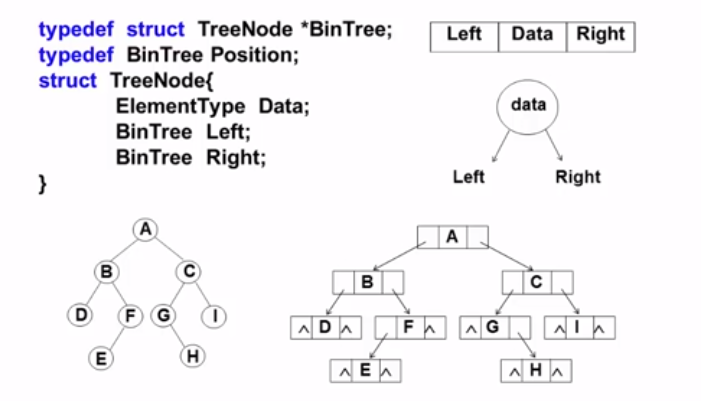 typedef struct TreeNode *BinTree;
typedef BinTree Position;
struct TreeNode{
ElementType Data;
BinTree Left;
BinTree Right;
}
Left Data Right
data
Left Right
A
B C
D F G I
E H
A
B C
^ D ^ F ^ ^ G ^ I ^
^ E ^ ^ H ^